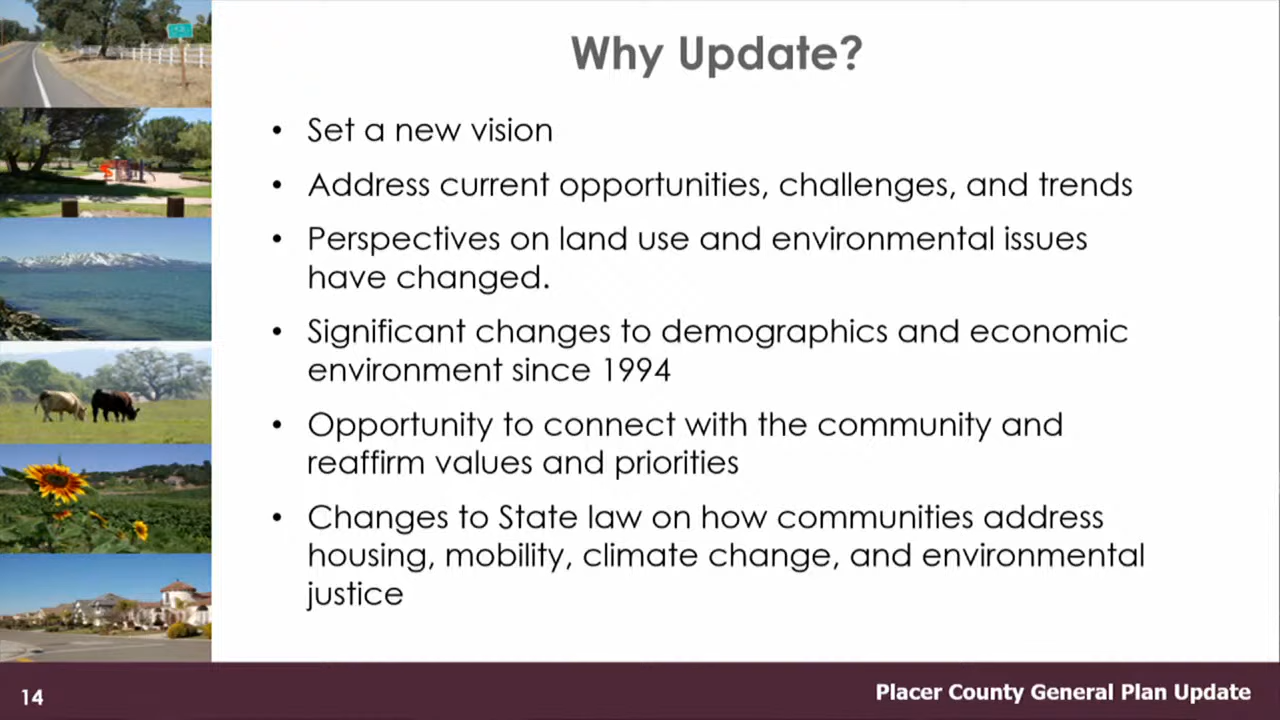 Why Update?
• Set a new vision
• Address current opportunities, challenges, and trends
• Perspectives on land use and environmental issues
have changed.
• Significant changes to demographics and economic
environment since 1994
• Opportunity to connect with the community and
reaffirm values and priorities
• Changes to State law on how communities address
housing, mobility, climate change, and environmental
justice
14
Placer County General Plan Update